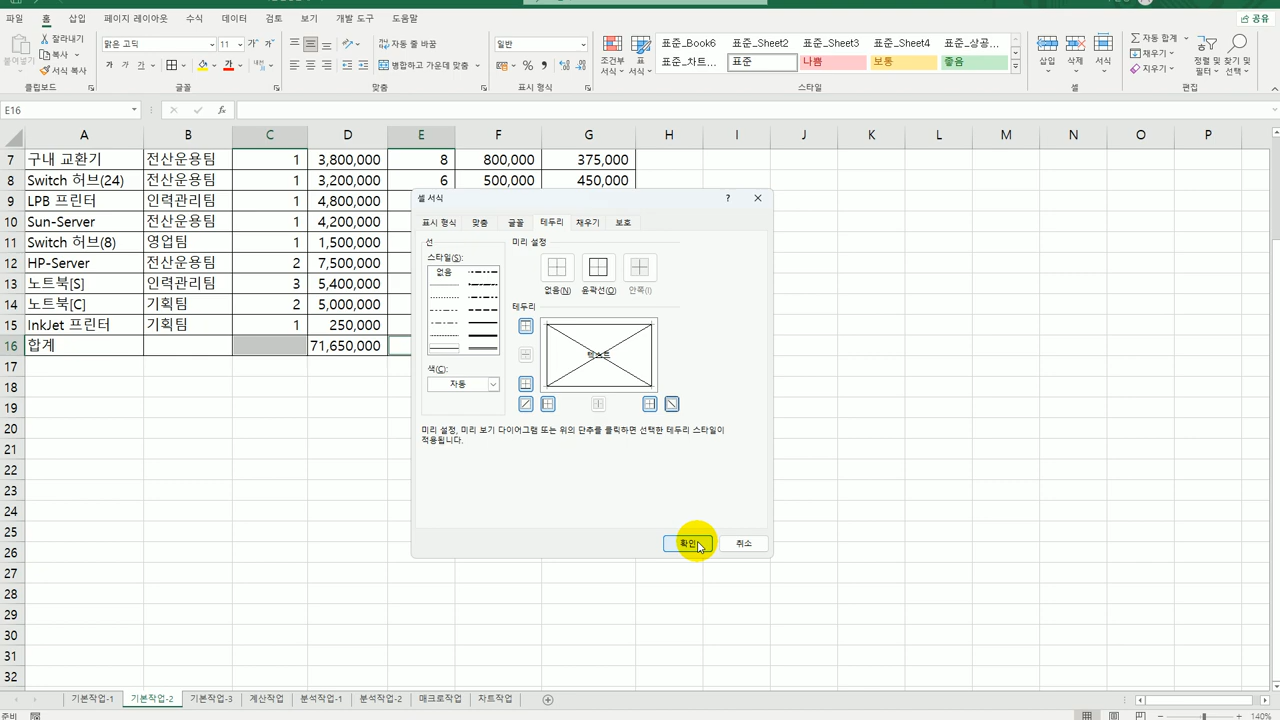 파일 홈 삽입 페이지 레이아웃 수식 데이터 검토 보기 개발 도구 도움말 공유
붙여넣기 잘라내기 복사 서식 복사 클립보드
맑은 고딕 11 가 가 가 가 가 글꼴
자동 줄 바꿈 병합하고 가운데 맞춤 맞춤
일반 % 표시 형식
조건부 서식 표 서식 표준_Book6 표준_Sheet2 표준_Sheet3 표준_Sheet4 표준_상공...
표준_차트... 표준 나쁨 보통 좋음 스타일
삽입 삭제 서식 셀
자동 합계 채우기 지우기 정렬 및 필터 찾기 및 선택 편집
E16 fx
A B C D E F G H I J K L M N O P
7 구내 교환기 전산운용팀 1 3,800,000 8 800,000 375,000
8 Switch 허브(24) 전산운용팀 1 3,200,000 6 500,000 450,000
9 LPB 프린터 인력관리팀 1 4,800,000
10 Sun-Server 전산운용팀 1 4,200,000
11 Switch 허브(8) 영업팀 1 1,500,000
12 HP-Server 전산운용팀 2 7,500,000
13 노트북[S] 인력관리팀 3 5,400,000
14 노트북[C] 기획팀 2 5,000,000
15 InkJet 프린터 기획팀 1 250,000
16 합계 71,650,000
17
18
19
20
21
22
23
24
25
26
27
28
29
30
31
32
셀 서식 ?
표시 형식 맞춤 글꼴 테두리 채우기 보호
선
스타일(S):
없음
색(C):
자동
미리 설정
없음(N) 윤곽선(O) 안쪽(I)
테두리
텍스트
미리 설정, 미리 보기 다이어그램 또는 위의 단추를 클릭하면 선택한 테두리 스타일이
적용됩니다.
확인 취소
기본작업-1 기본작업-2 기본작업-3 계산작업 분석작업-1 분석작업-2 매크로작업 차트작업
준비 140%